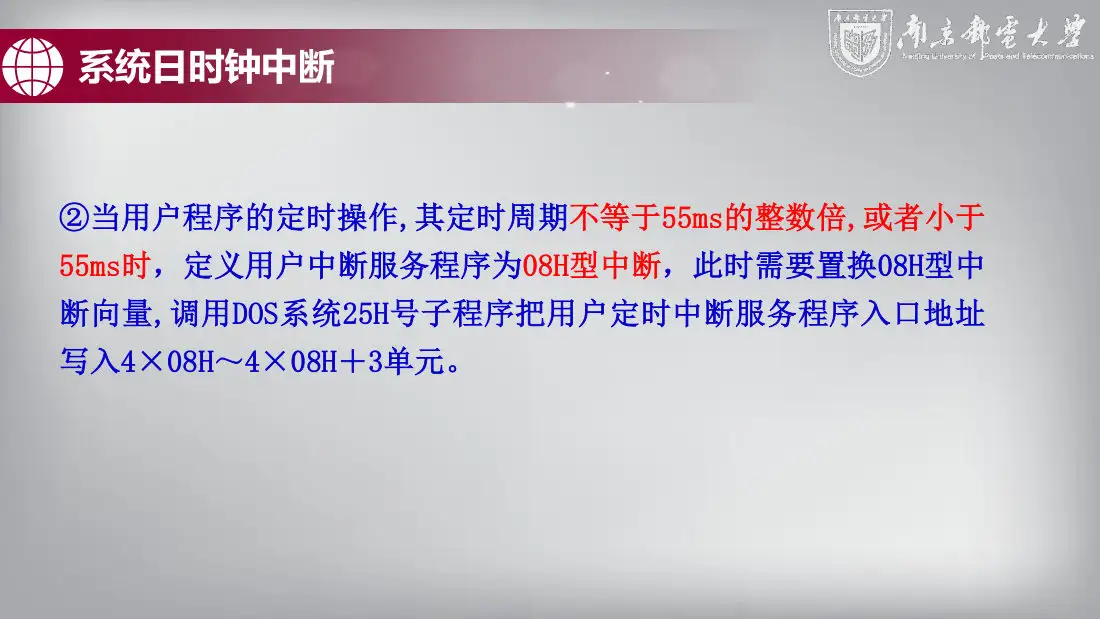 系统日时钟中断
南京邮电大学
Nanjing University of Posts and Telecommunications
②当用户程序的定时操作,其定时周期不等于55ms的整数倍,或者小于
55ms时，定义用户中断服务程序为08H型中断，此时需要置换08H型中
断向量,调用DOS系统25H号子程序把用户定时中断服务程序入口地址
写入4×08H～4×08H＋3单元。